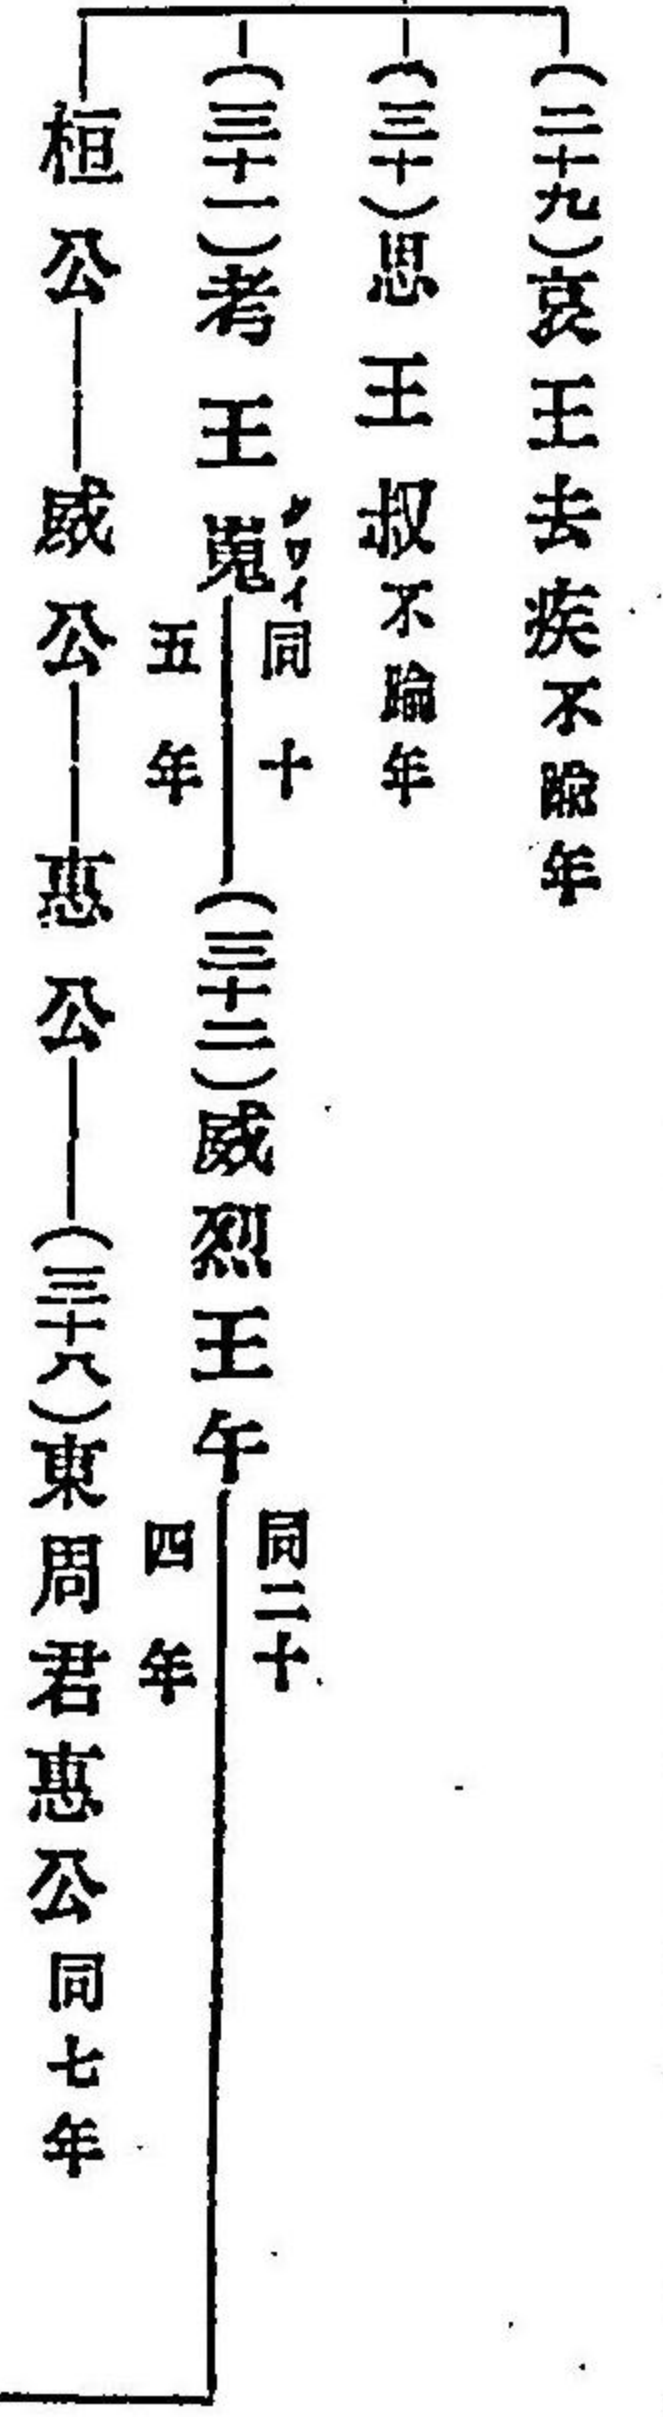 (二十九)哀王去疾不踰年
(三十)思王叔不踰年
(三十一)考王嵬クワイ同十五年(三十二)威烈王午同二十四年
桓公威公惠公(三十八)東周君惠公同七年